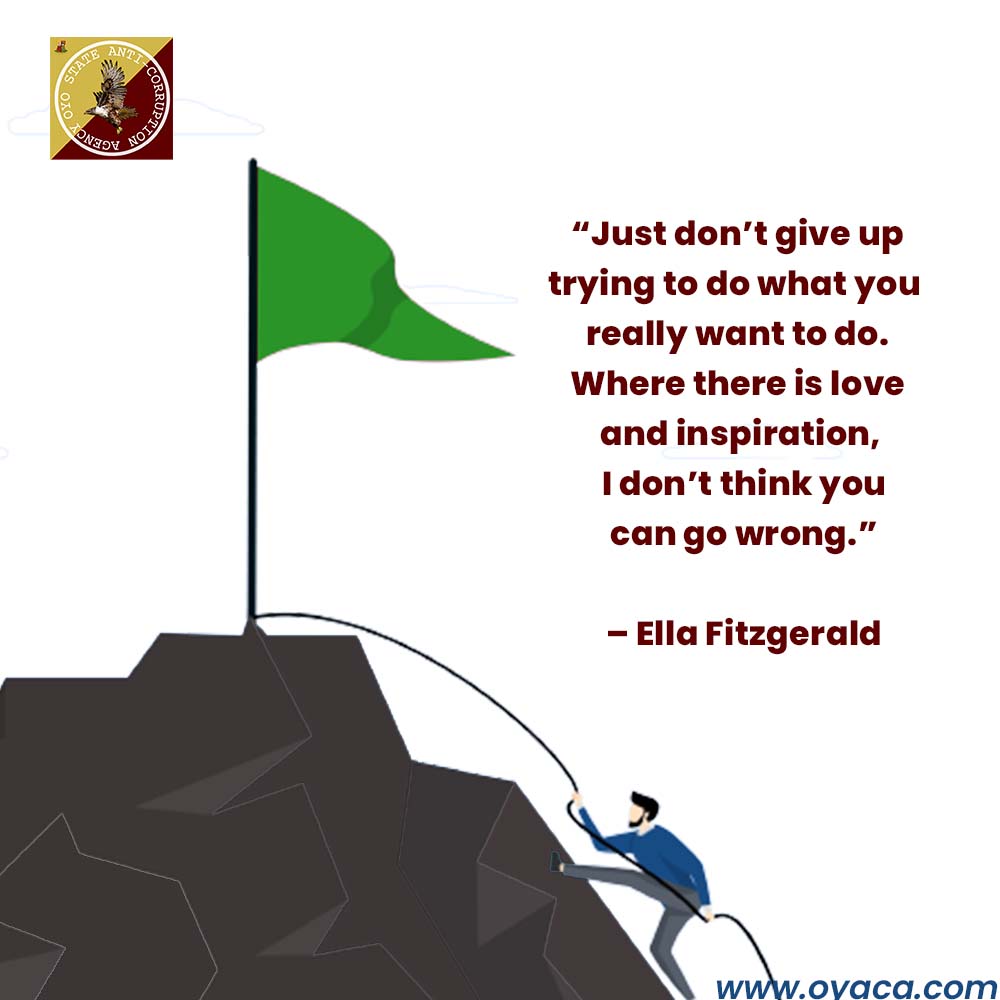 OYO STATE ANTI-CORRUPTION AGENCY
“Just don’t give up
trying to do what you
really want to do.
Where there is love
and inspiration,
I don’t think you
can go wrong.”
– Ella Fitzgerald
www.oyaca.com